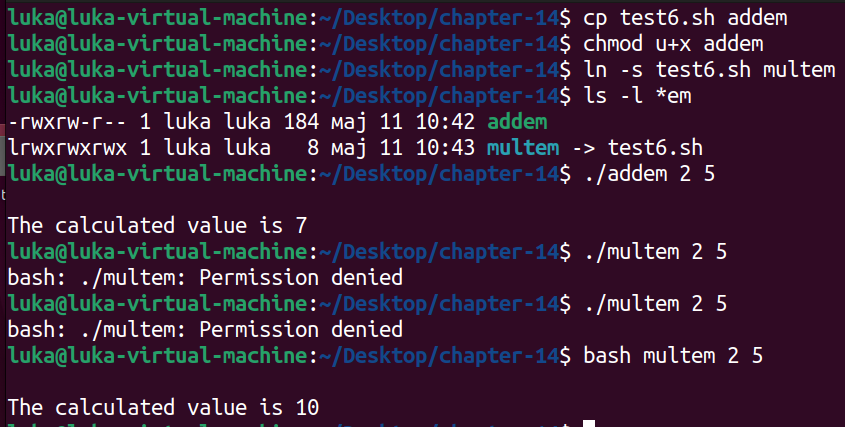 luka@luka-virtual-machine:~/Desktop/chapter-14$ cp test6.sh addem
luka@luka-virtual-machine:~/Desktop/chapter-14$ chmod u+x addem
luka@luka-virtual-machine:~/Desktop/chapter-14$ ln -s test6.sh multem
luka@luka-virtual-machine:~/Desktop/chapter-14$ ls -l *em
-rwxrw-r-- 1 luka luka 184 мај 11 10:42 addem
lrwxrwxrwx 1 luka luka   8 мај 11 10:43 multem -> test6.sh
luka@luka-virtual-machine:~/Desktop/chapter-14$ ./addem 2 5
The calculated value is 7
luka@luka-virtual-machine:~/Desktop/chapter-14$ ./multem 2 5
bash: ./multem: Permission denied
luka@luka-virtual-machine:~/Desktop/chapter-14$ ./multem 2 5
bash: ./multem: Permission denied
luka@luka-virtual-machine:~/Desktop/chapter-14$ bash multem 2 5
The calculated value is 10
luka@luka-virtual-machine:~/Desktop/chapter-14$